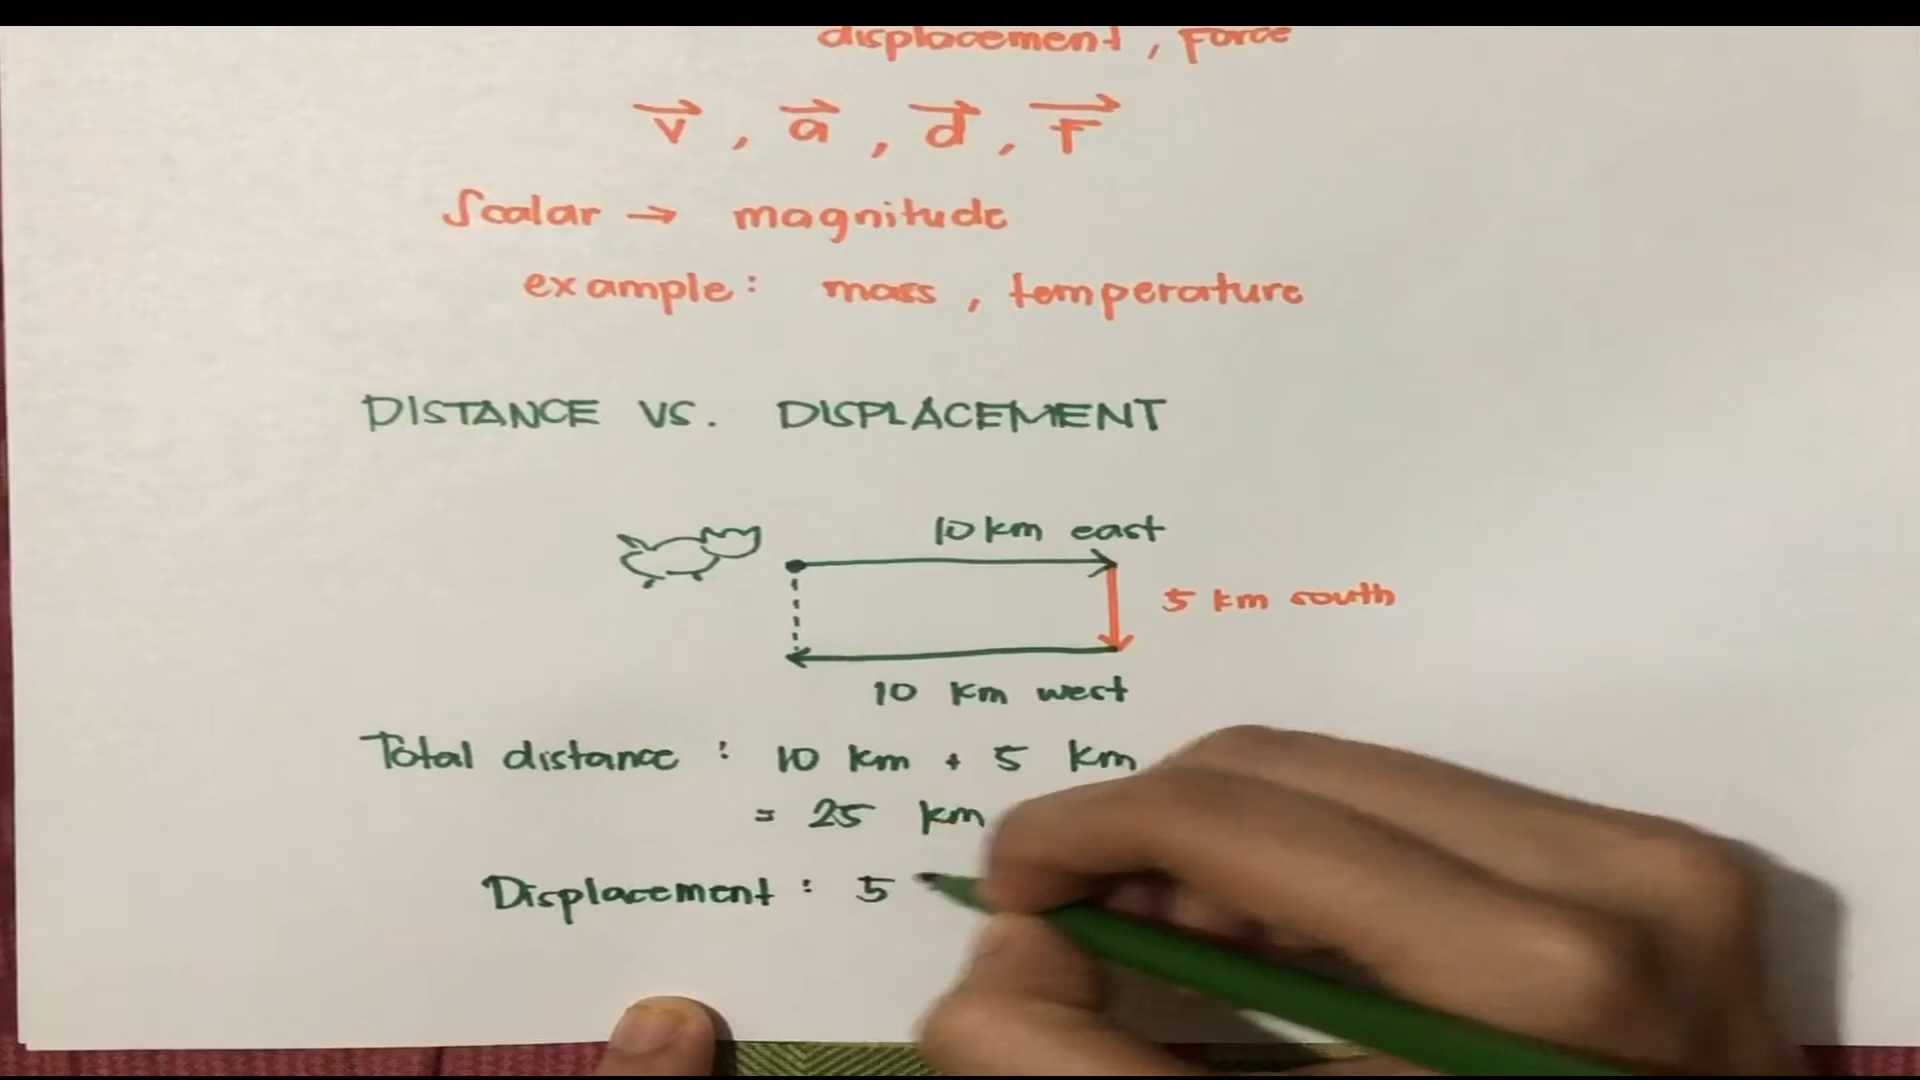 displacement, Force
v, a, d, F
Scalar → magnitude
example: mass, temperature
DISTANCE VS. DISPLACEMENT
10 km east
5 km south
10 km west
Total distance: 10 km + 5 km
= 25 km
Displacement: 5